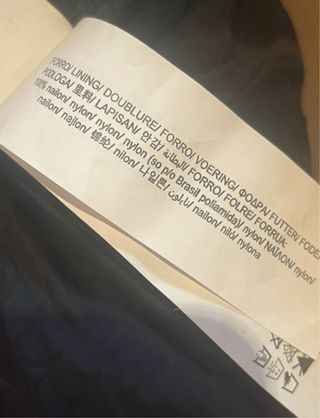 FORRO/ LINING/ DOUBLURE/ FORRO/ VOERING/ ΦΟΔΡΑ/ FUTTER/ FODE
PODLOGA/ 里料/ LAPISAN/ 안감/ البطانة/ FORRO/ FOLRE/ FORRUA:
100% nailon/ nylon/ nylon/ nylon (so p/o Brasil poliamida)/ nylon/ ΝΑΪΛΟΝ/ nylon/
nailon/ najlon/ 锦纶/ nilon/ 나일론/ نايلون/ nailon/ niló/ nylona